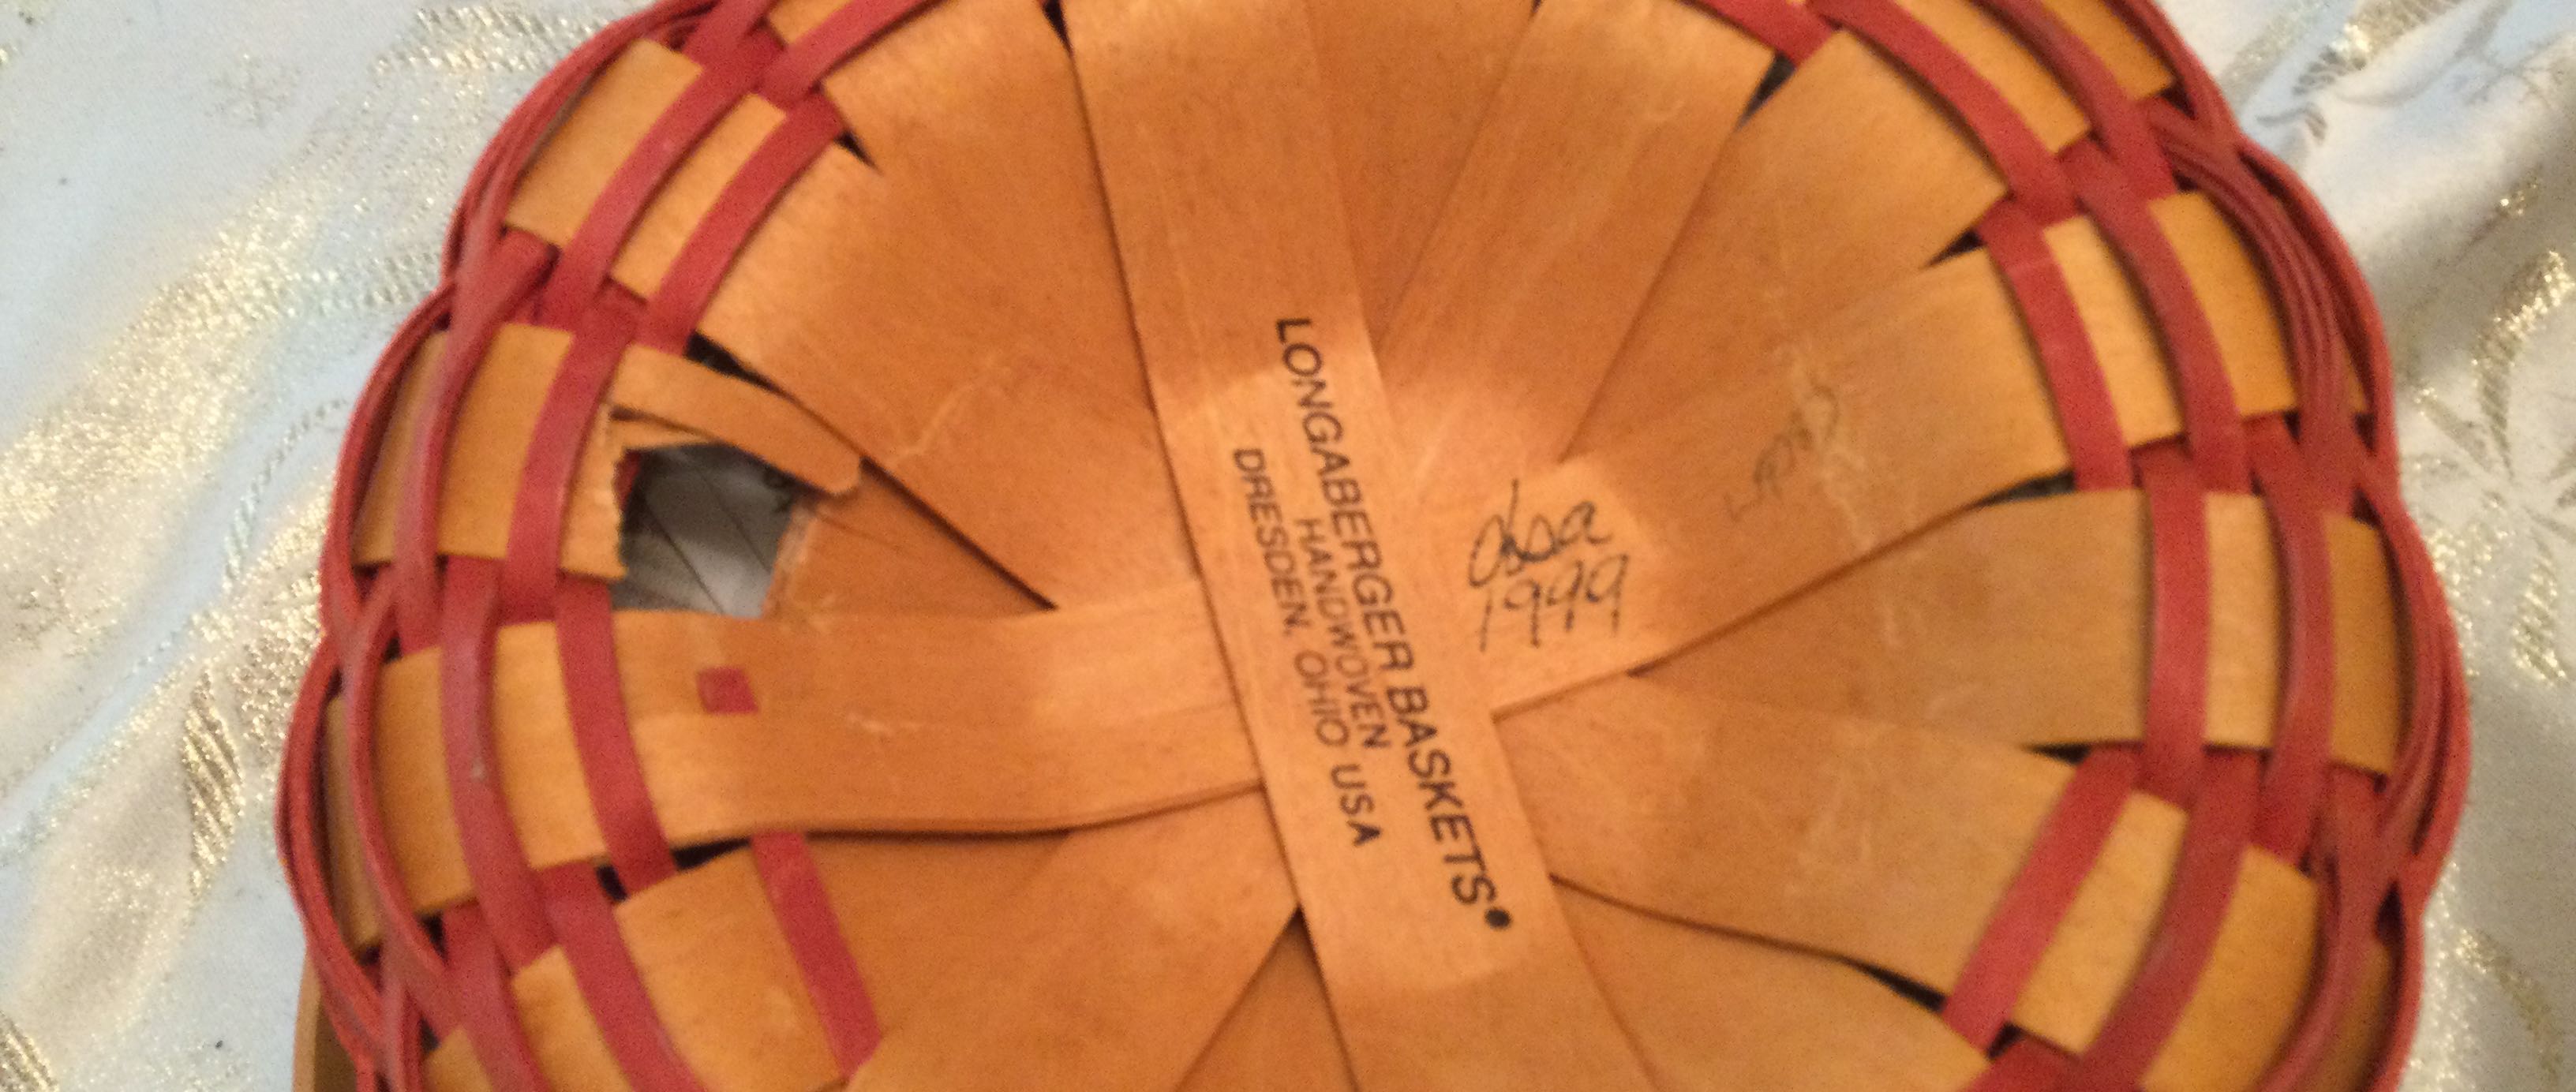 LONGABERGER BASKETS®
HANDWOVEN
DRESDEN, OHIO USA
1999